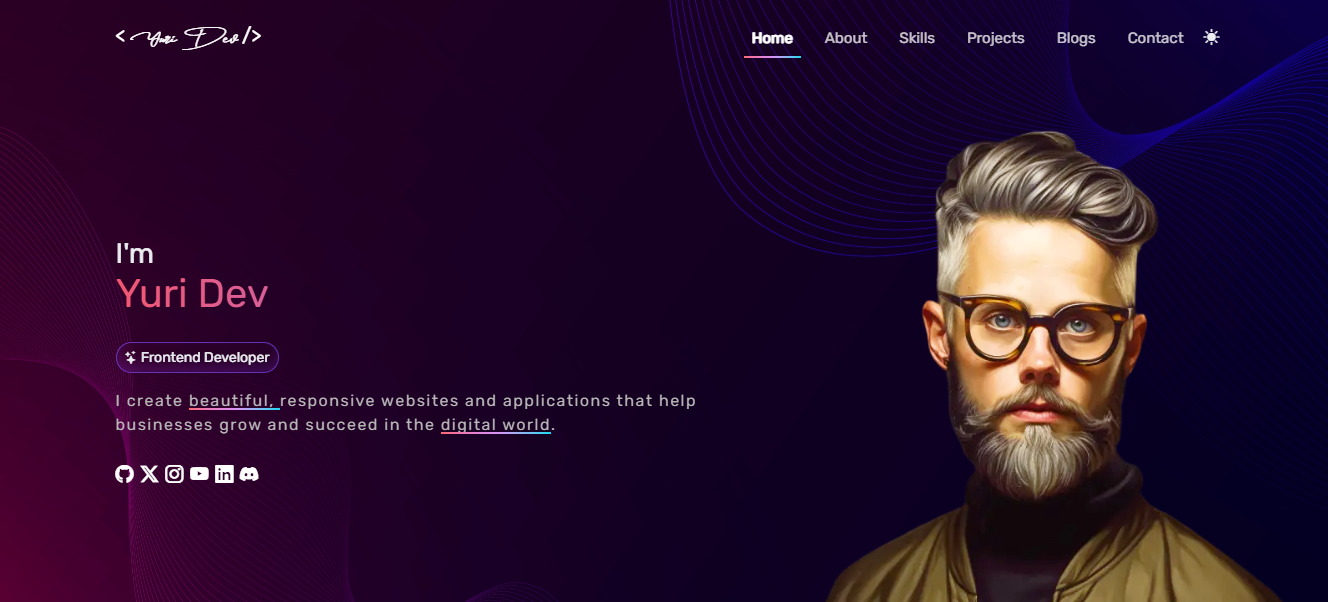 < Yuri Dev />
Home About Skills Projects Blogs Contact
I'm
Yuri Dev
Frontend Developer
I create beautiful, responsive websites and applications that help
businesses grow and succeed in the digital world.
in